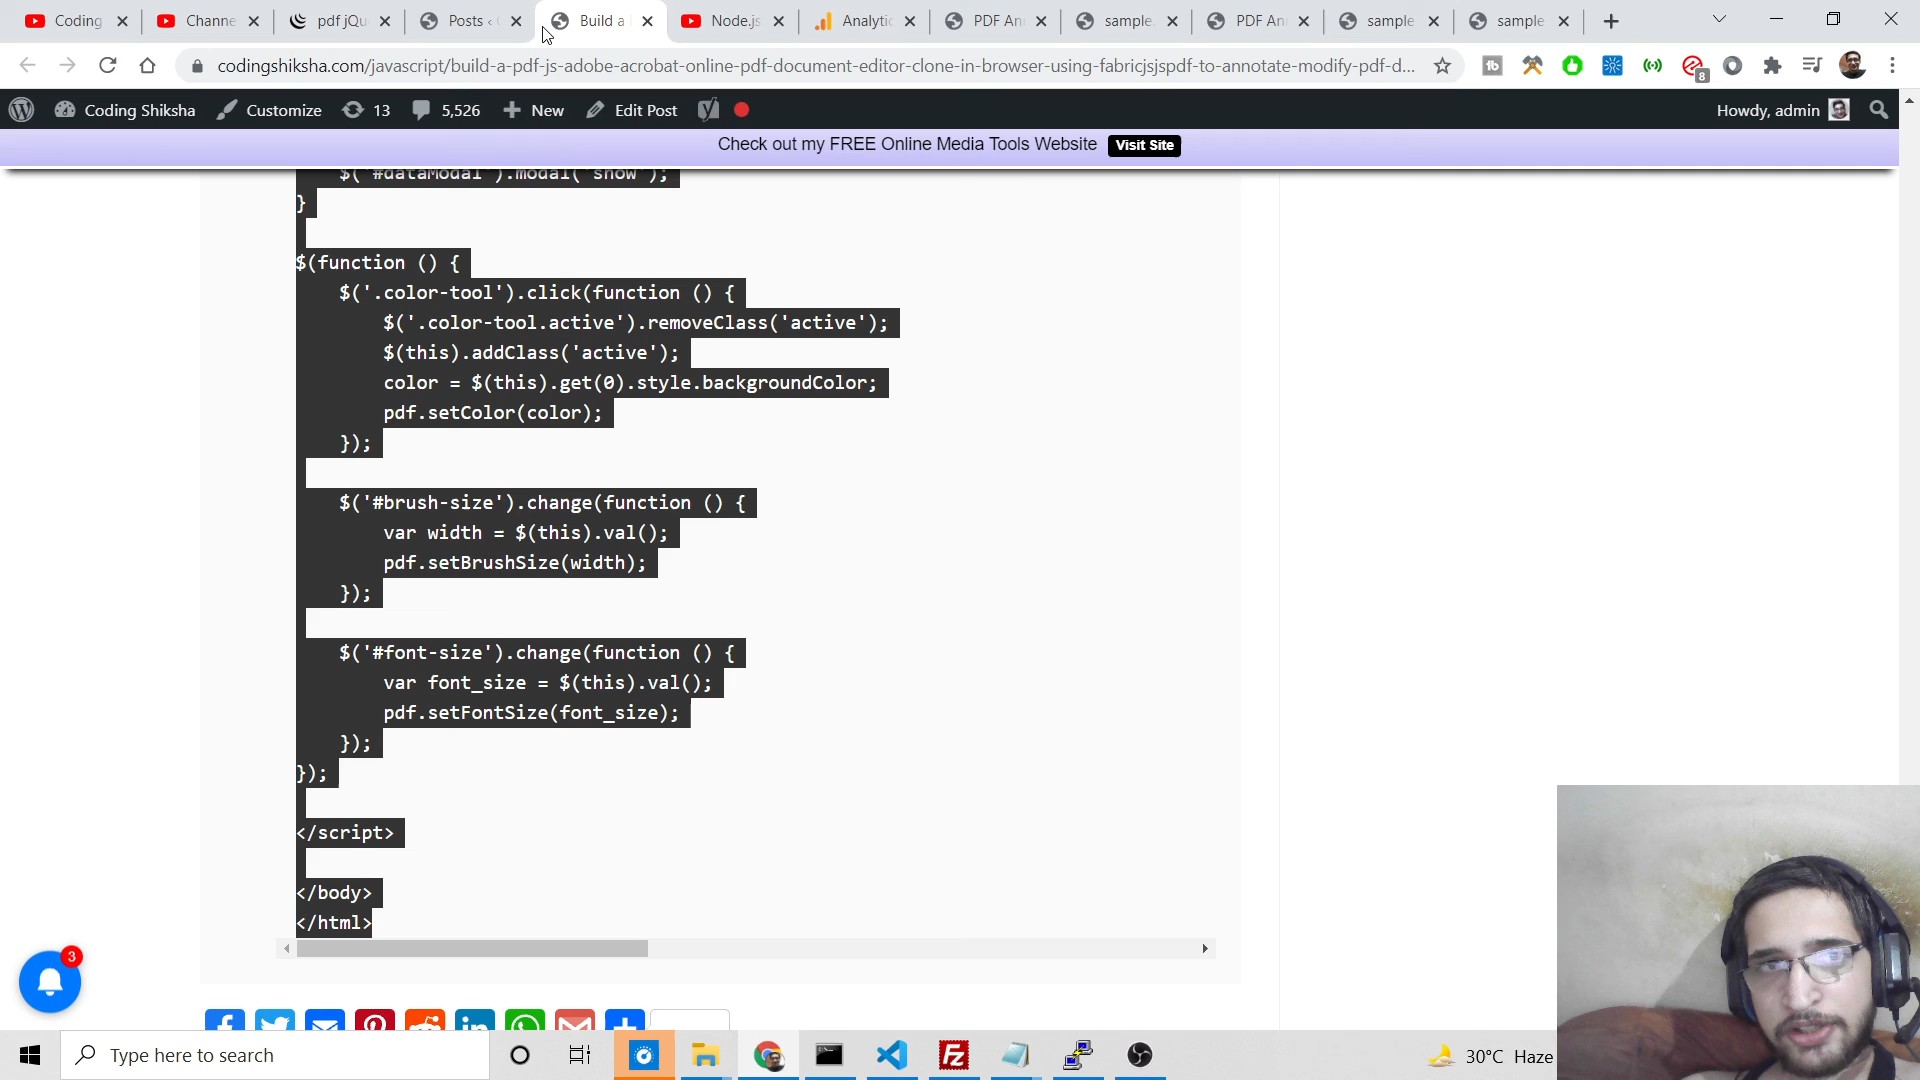 Coding
Channe
pdf jQu
Posts ‹
Build a
Node.js
Analytic
PDF An
sample
PDF An
sample
sample
codingshiksha.com/javascript/build-a-pdf-js-adobe-acrobat-online-pdf-document-editor-clone-in-browser-using-fabricjsjspdf-to-annotate-modify-pdf-d...
8
Coding Shiksha
Customize
13
5,526
New
Edit Post
Howdy, admin
Check out my FREE Online Media Tools Website
Visit Site
$('#dataModal').modal('show');
}
$(function () {
$('.color-tool').click(function () {
$('.color-tool.active').removeClass('active');
$(this).addClass('active');
color = $(this).get(0).style.backgroundColor;
pdf.setColor(color);
});
$('#brush-size').change(function () {
var width = $(this).val();
pdf.setBrushSize(width);
});
$('#font-size').change(function () {
var font_size = $(this).val();
pdf.setFontSize(font_size);
});
});
</script>
</body>
</html>
3
Type here to search
30°C Haze